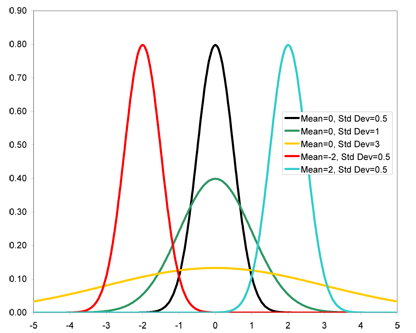 0.90
0.80
0.70
0.60
0.50
0.40
0.30
0.20
0.10
0.00
Mean=0, Std Dev=0.5
Mean=0, Std Dev=1
Mean=0, Std Dev=3
Mean=-2, Std Dev=0.5
Mean=2, Std Dev=0.5
-5 -4 -3 -2 -1 0 1 2 3 4 5